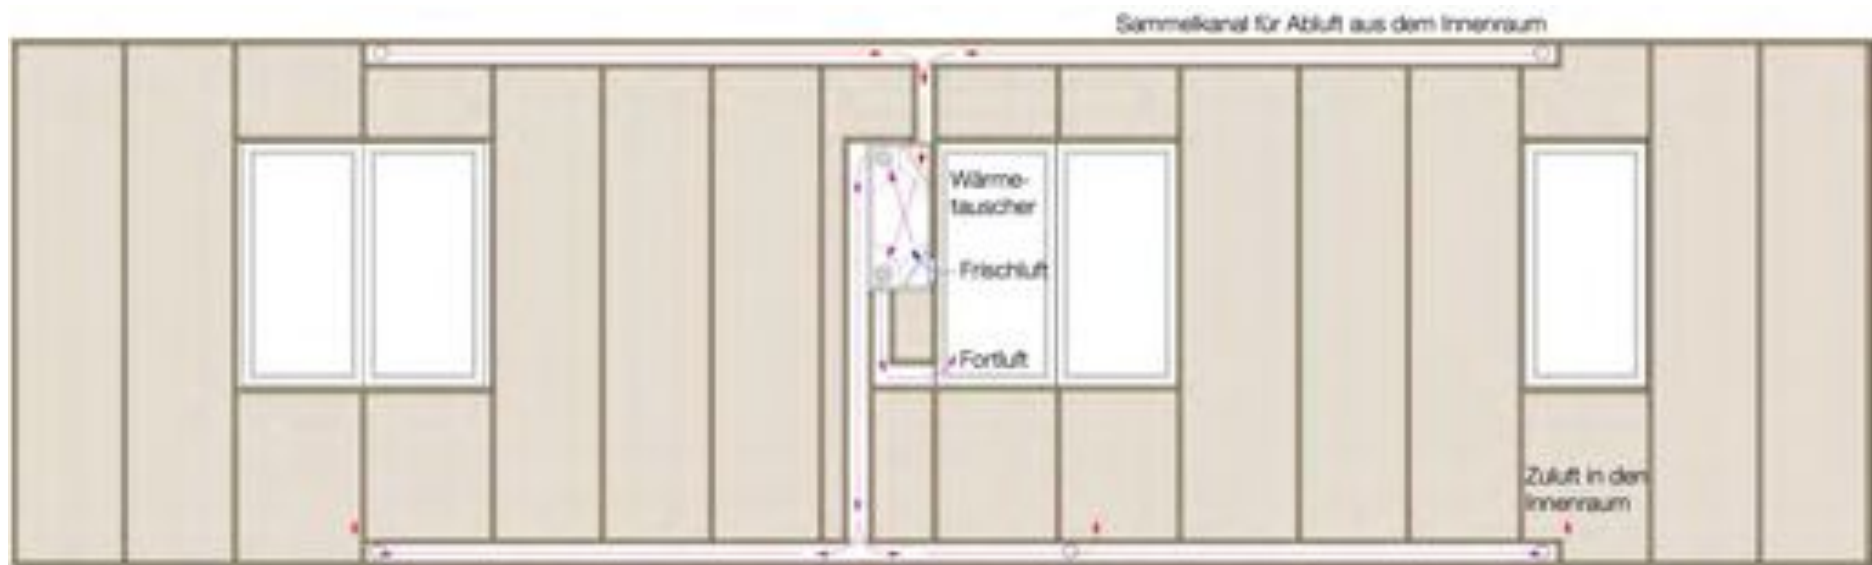 Sammelkanal für Abluft aus dem Innenraum
Wärme-
tauscher
Frischluft
Fortluft
Zuluft in den
Innenraum